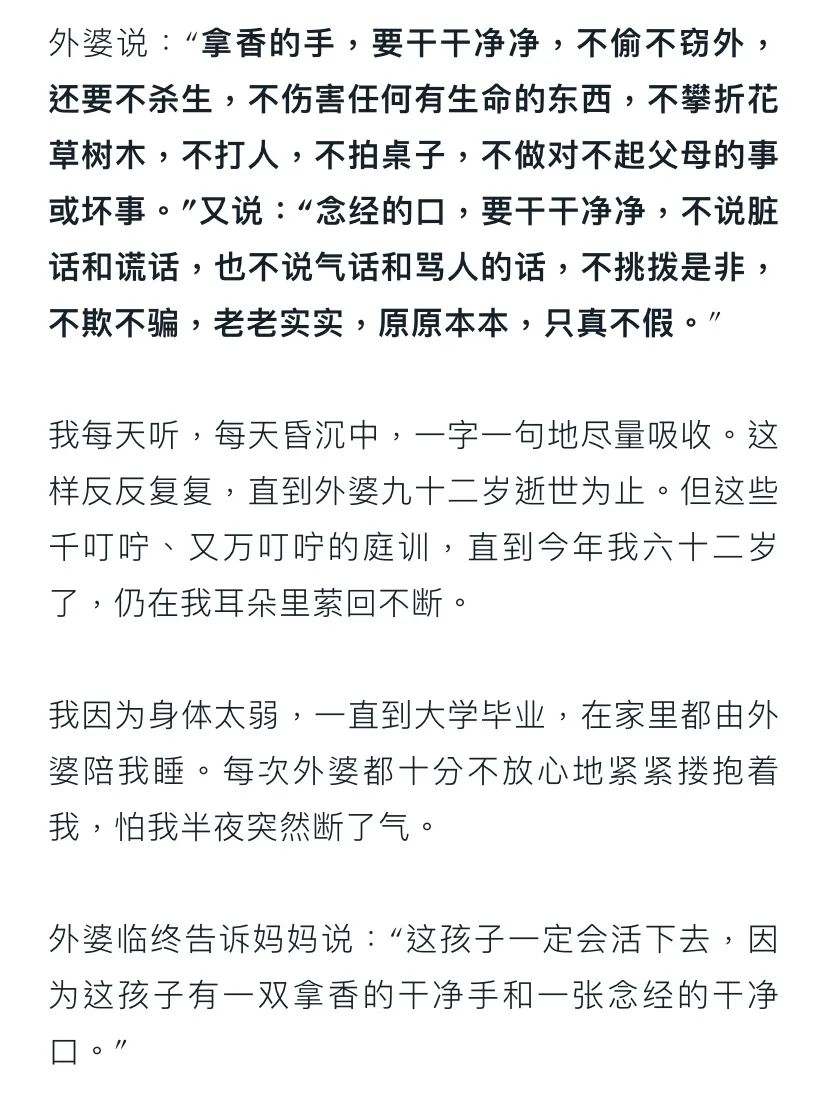 外婆说：“拿香的手，要干干净净，不偷不窃外，
还要不杀生，不伤害任何有生命的东西，不攀折花
草树木，不打人，不拍桌子，不做对不起父母的事
或坏事。”又说：“念经的口，要干干净净，不说脏
话和谎话，也不说气话和骂人的话，不挑拨是非，
不欺不骗，老老实实，原原本本，只真不假。”
我每天听，每天昏沉中，一字一句地尽量吸收。这
样反反复复，直到外婆九十二岁逝世为止。但这些
千叮咛、又万叮咛的庭训，直到今年我六十二岁
了，仍在我耳朵里萦回不断。
我因为身体太弱，一直到大学毕业，在家里都由外
婆陪我睡。每次外婆都十分不放心地紧紧搂抱着
我，怕我半夜突然断了气。
外婆临终告诉妈妈说：“这孩子一定会活下去，因
为这孩子有一双拿香的干净手和一张念经的干净
口。”